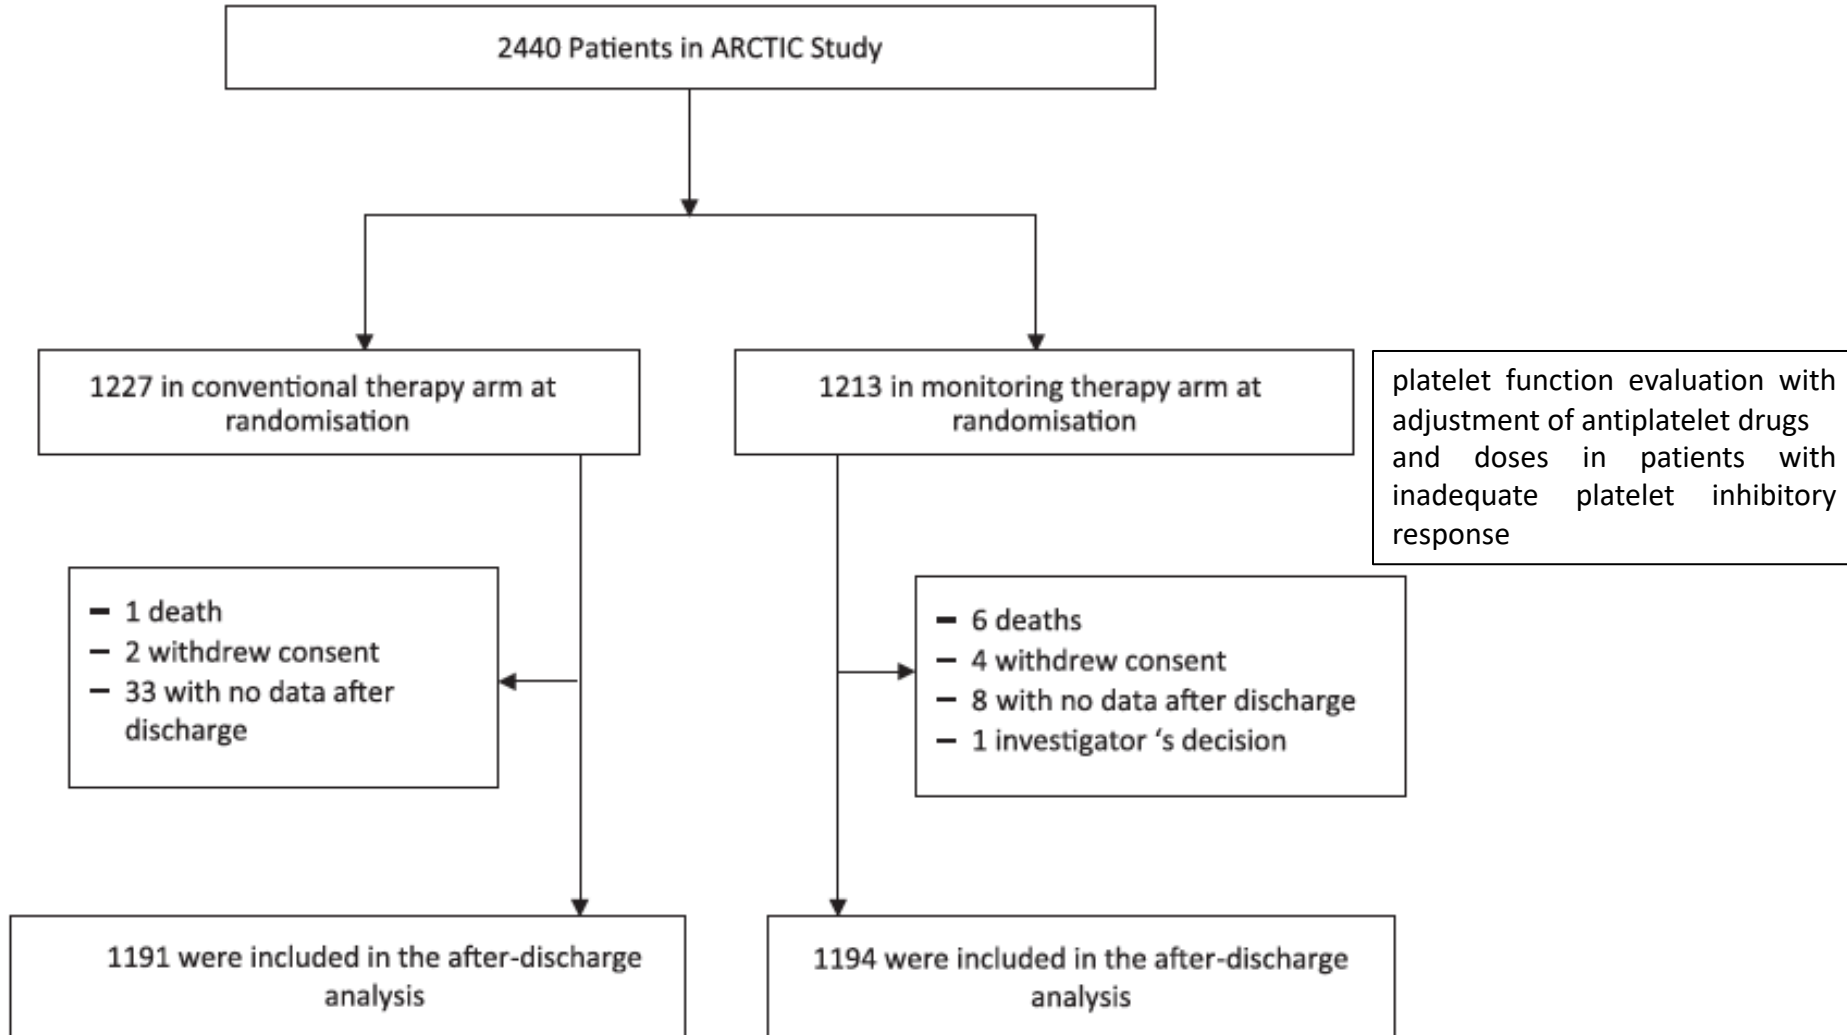 2440 Patients in ARCTIC Study
1227 in conventional therapy arm at
randomisation
1213 in monitoring therapy arm at
randomisation
platelet function evaluation with
adjustment of antiplatelet drugs
and doses in patients with
inadequate platelet inhibitory
response
– 1 death
– 2 withdrew consent
– 33 with no data after
discharge
– 6 deaths
– 4 withdrew consent
– 8 with no data after discharge
– 1 investigator ‘s decision
1191 were included in the after-discharge
analysis
1194 were included in the after-discharge
analysis